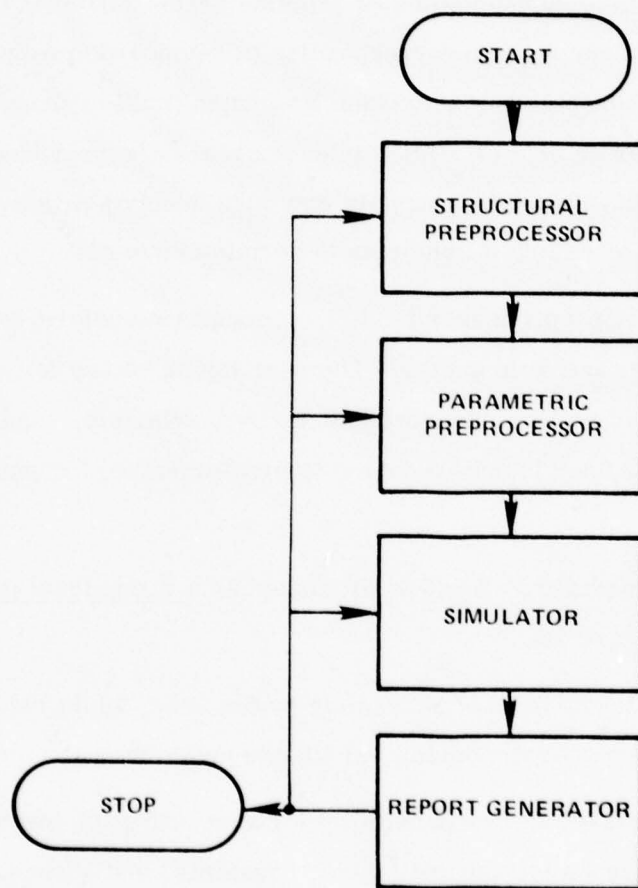 START
STRUCTURAL
PREPROCESSOR
PARAMETRIC
PREPROCESSOR
SIMULATOR
STOP
REPORT GENERATOR